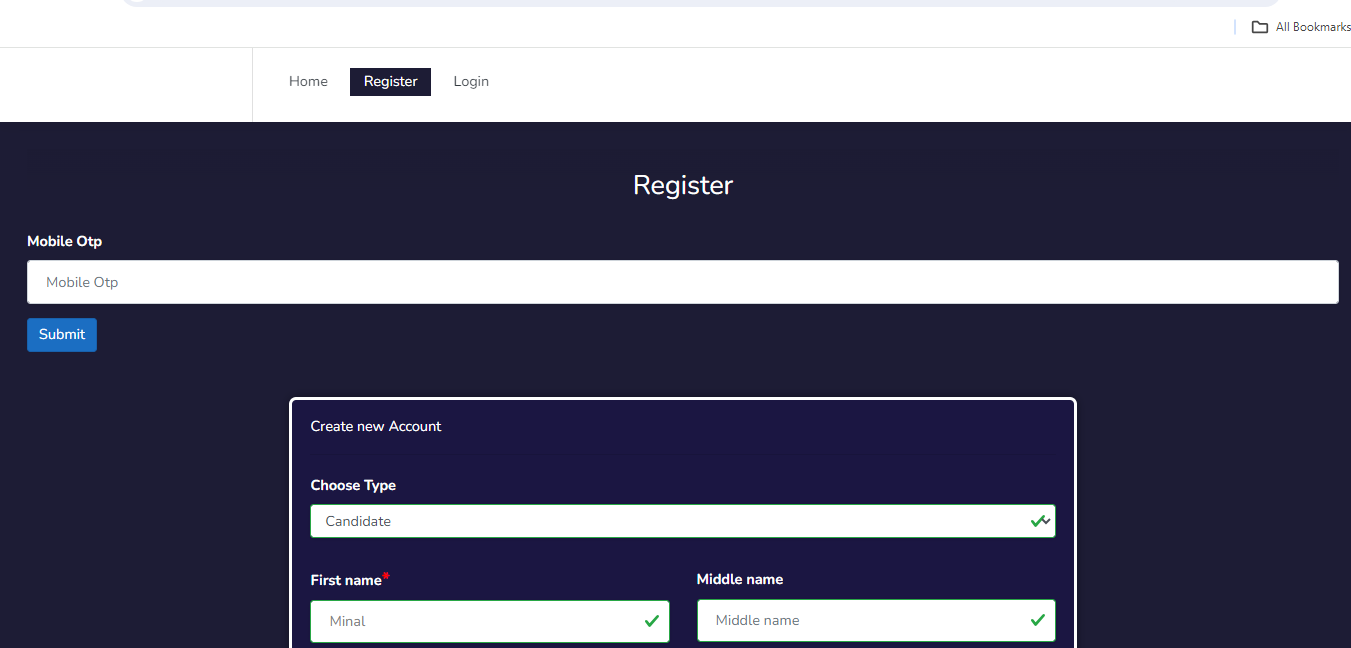 All Bookmarks
Home Register Login
Register
Mobile Otp
Mobile Otp
Submit
Create new Account
Choose Type
Candidate
First name* Middle name
Minal Middle name